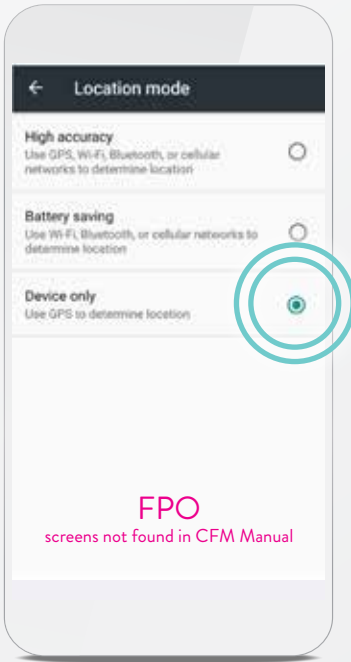 Location mode
High accuracy
Use GPS, Wi-Fi, Bluetooth, or cellular
networks to determine location
Battery saving
Use Wi-Fi, Bluetooth, or cellular networks to
determine location
Device only
Use GPS to determine location
FPO
screens not found in CFM Manual